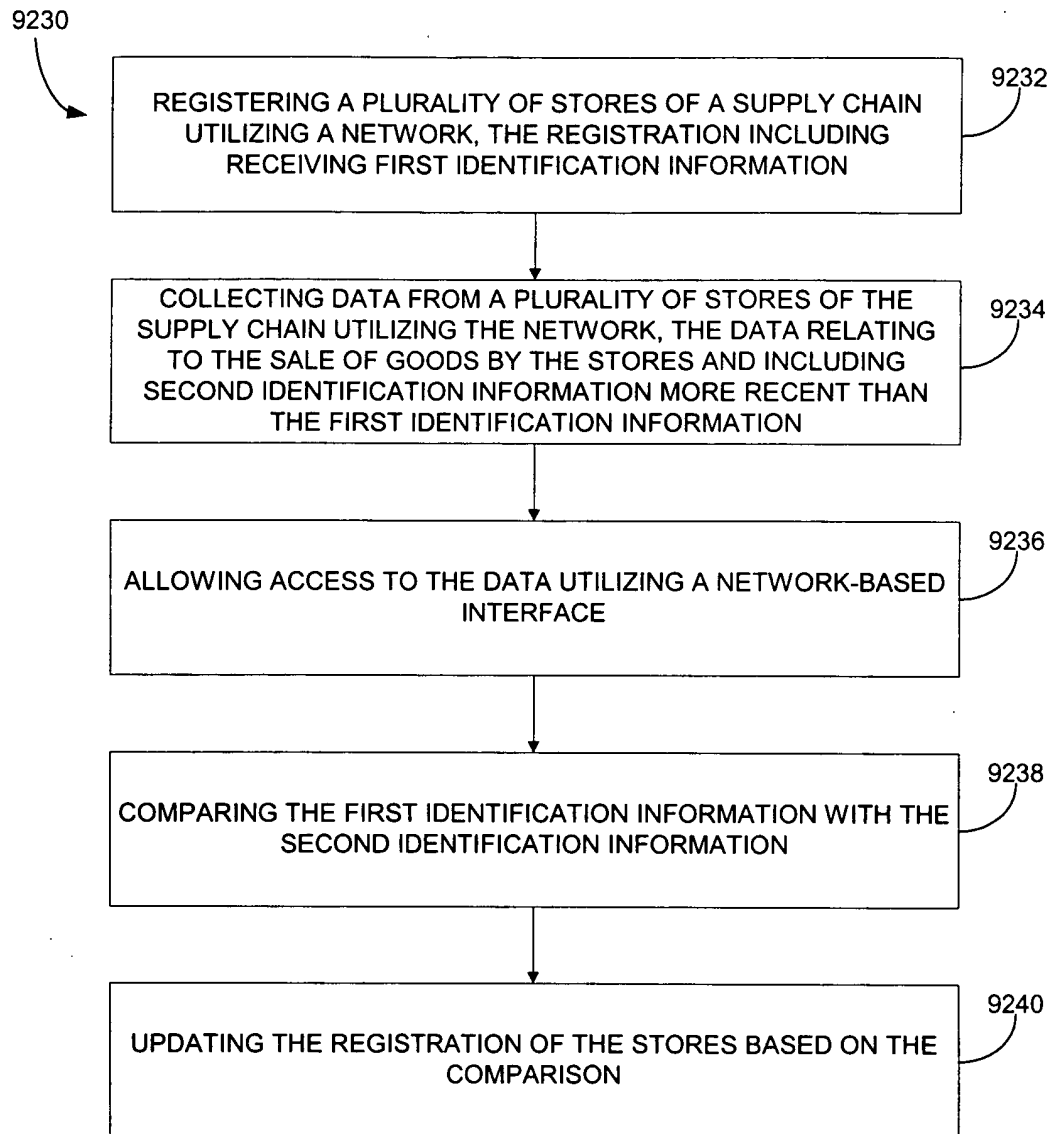 9230
9232
REGISTERING A PLURALITY OF STORES OF A SUPPLY CHAIN
UTILIZING A NETWORK, THE REGISTRATION INCLUDING
RECEIVING FIRST IDENTIFICATION INFORMATION
9234
COLLECTING DATA FROM A PLURALITY OF STORES OF THE
SUPPLY CHAIN UTILIZING THE NETWORK, THE DATA RELATING
TO THE SALE OF GOODS BY THE STORES AND INCLUDING
SECOND IDENTIFICATION INFORMATION MORE RECENT THAN
THE FIRST IDENTIFICATION INFORMATION
9236
ALLOWING ACCESS TO THE DATA UTILIZING A NETWORK-BASED
INTERFACE
9238
COMPARING THE FIRST IDENTIFICATION INFORMATION WITH THE
SECOND IDENTIFICATION INFORMATION
9240
UPDATING THE REGISTRATION OF THE STORES BASED ON THE
COMPARISON